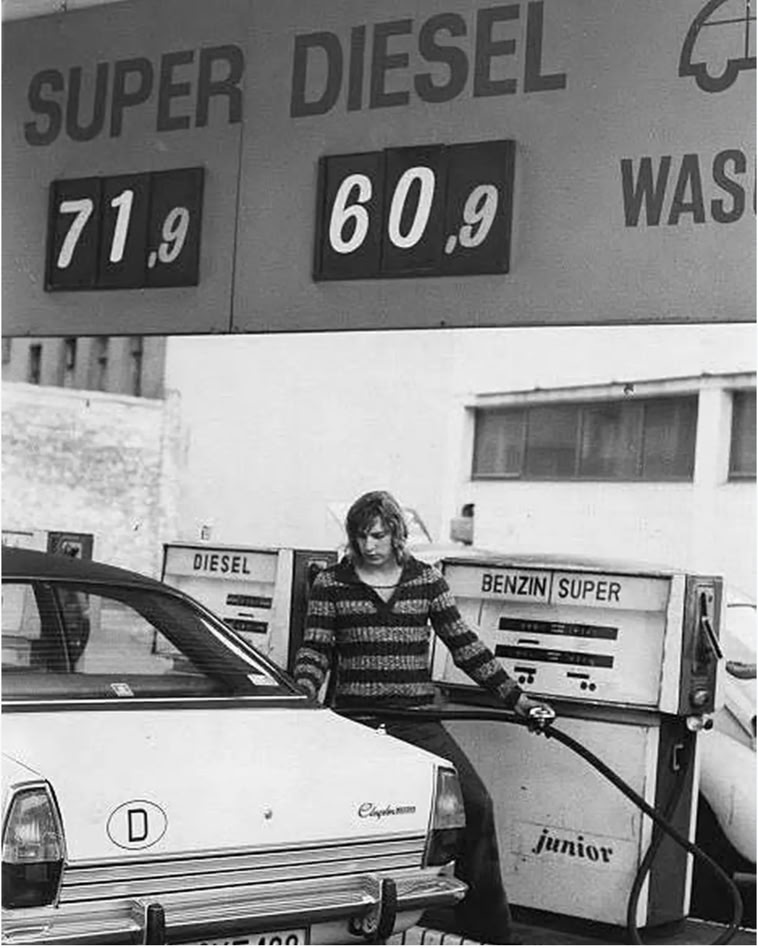 SUPER DIESEL
71,9 60,9
WAS
DIESEL
BENZIN SUPER
D
junior